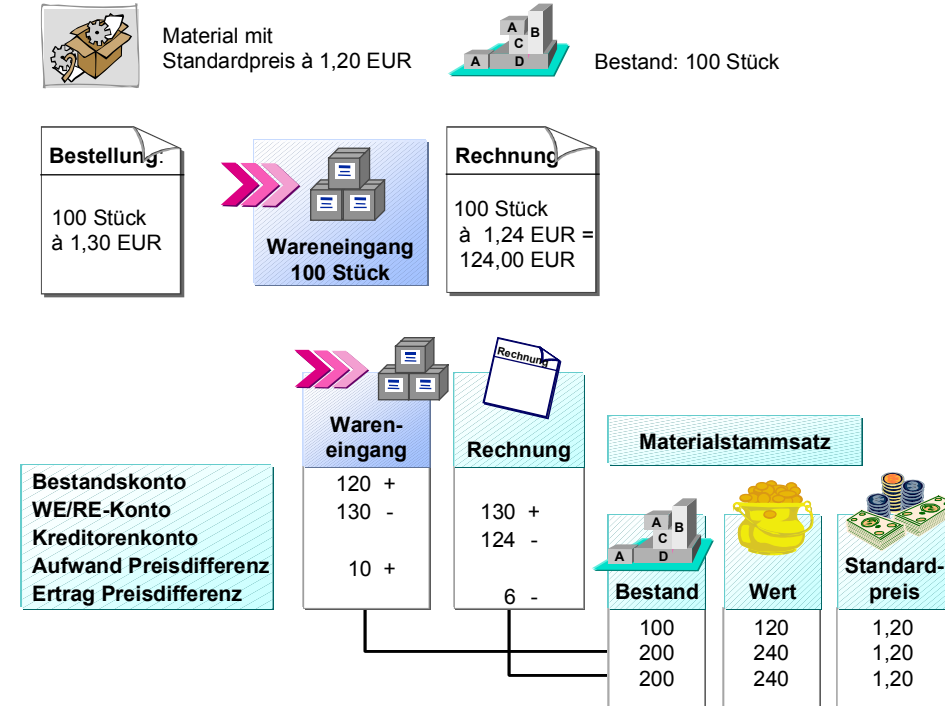 Material mit
Standardpreis à 1,20 EUR
A B
C
A D
Bestand: 100 Stück
Bestellung:
100 Stück
à 1,30 EUR
Wareneingang
100 Stück
Rechnung
100 Stück
à 1,24 EUR =
124,00 EUR
Waren-
eingang
Rechnung
Rechnung
Materialstammsatz
Bestandskonto 120 +
WE/RE-Konto 130 - 130 +
Kreditorenkonto 124 -
Aufwand Preisdifferenz 10 +
Ertrag Preisdifferenz 6 -
A B
C
A D
Bestand Wert Standard-
preis
100 120 1,20
200 240 1,20
200 240 1,20